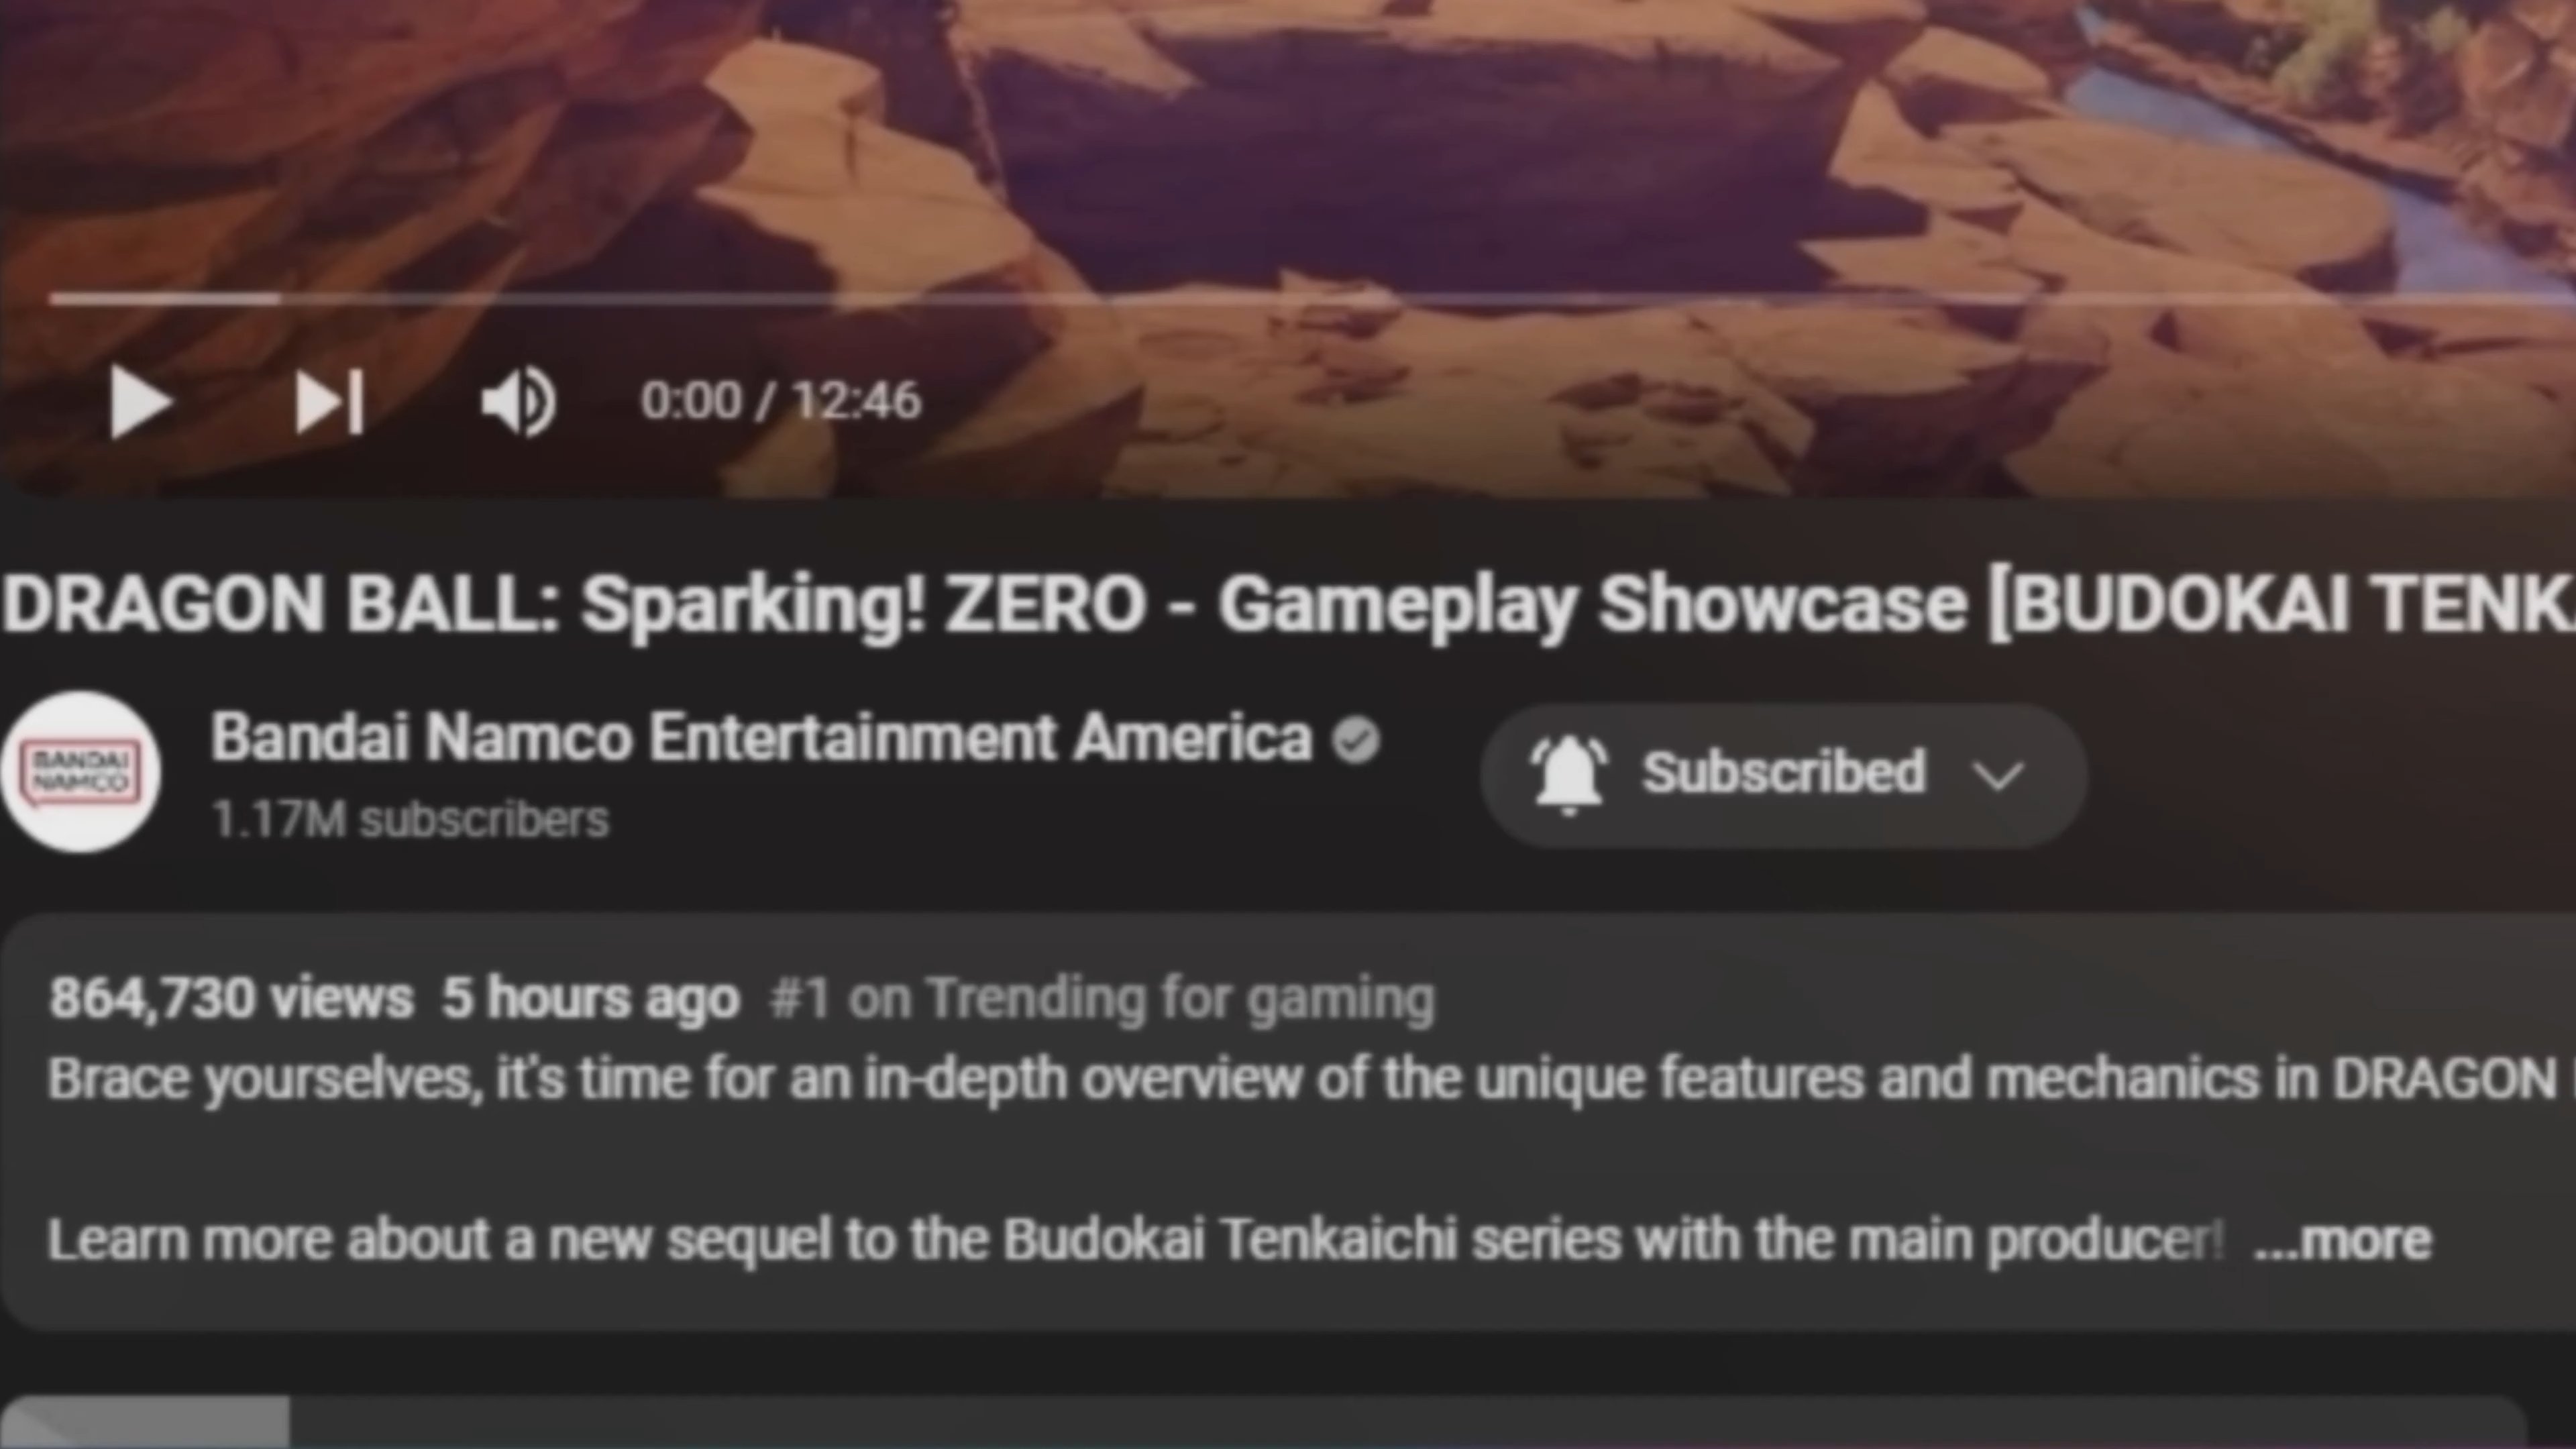 0:00 / 12:46
DRAGON BALL: Sparking! ZERO - Gameplay Showcase [BUDOKAI TENK
BANDAI
NAMCO
Bandai Namco Entertainment America
1.17M subscribers
Subscribed
864,730 views 5 hours ago #1 on Trending for gaming
Brace yourselves, it's time for an in-depth overview of the unique features and mechanics in DRAGON
Learn more about a new sequel to the Budokai Tenkaichi series with the main producer! ...more